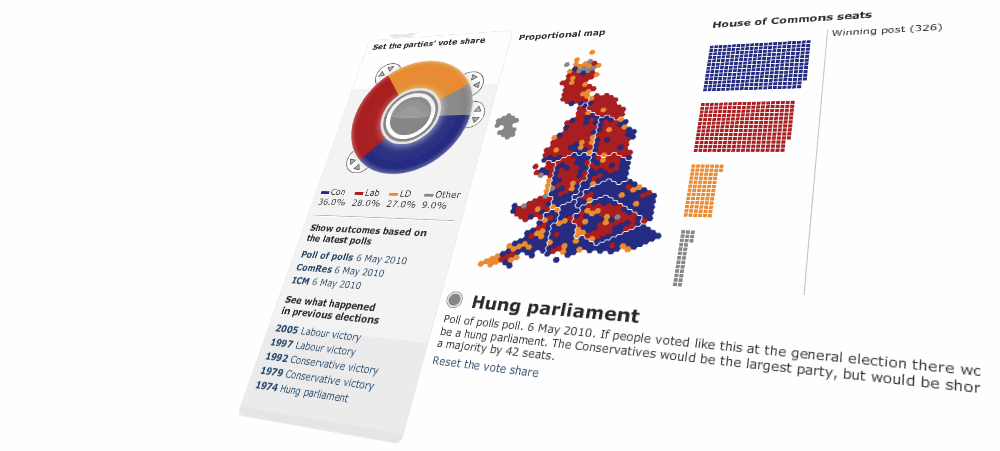 Set the parties' vote share
Con Lab LD Other
36.0% 28.0% 27.0% 9.0%
Show outcomes based on
the latest polls
Poll of polls 6 May 2010
ComRes 6 May 2010
ICM 6 May 2010
See what happened
in previous elections
2005 Labour victory
1997 Labour victory
1992 Conservative victory
1979 Conservative victory
1974 Hung parliament
Proportional map
House of Commons seats
Winning post (326)
Hung parliament
Poll of polls poll. 6 May 2010. If people voted like this at the general election there wo
be a hung parliament. The Conservatives would be the largest party, but would be shor
a majority by 42 seats.
Reset the vote share